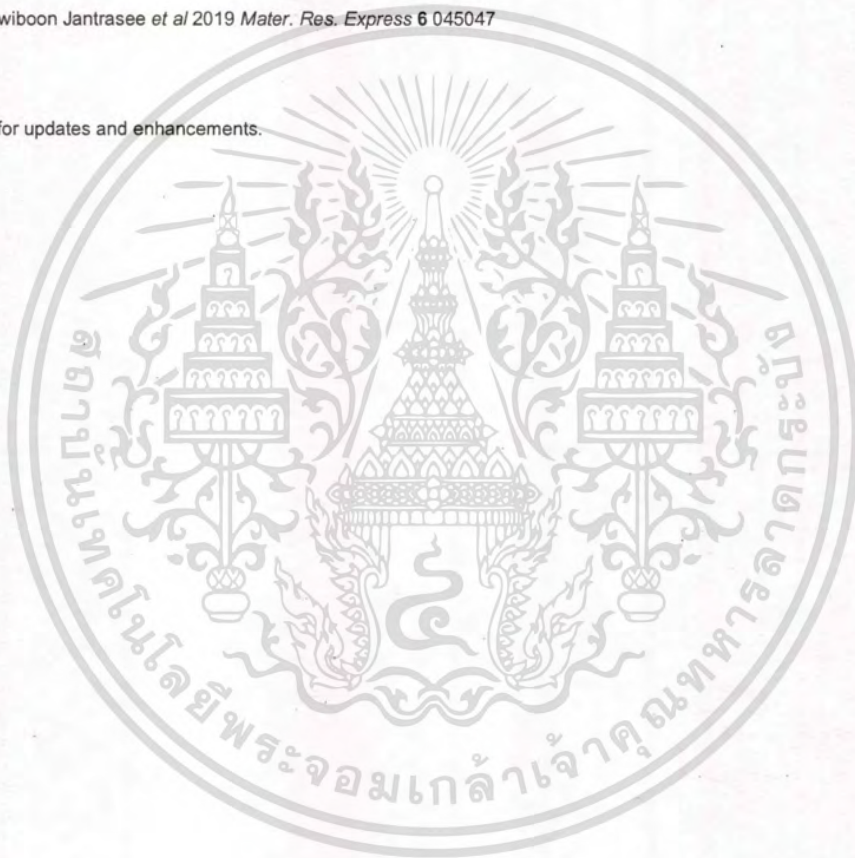 wiboon Jantrasee et al 2019 Mater. Res. Express 6 045047
for updates and enhancements.
สถาบันเทคโนโลยีพระจอมเกล้าเจ้าคุณทหารลาดกระบัง